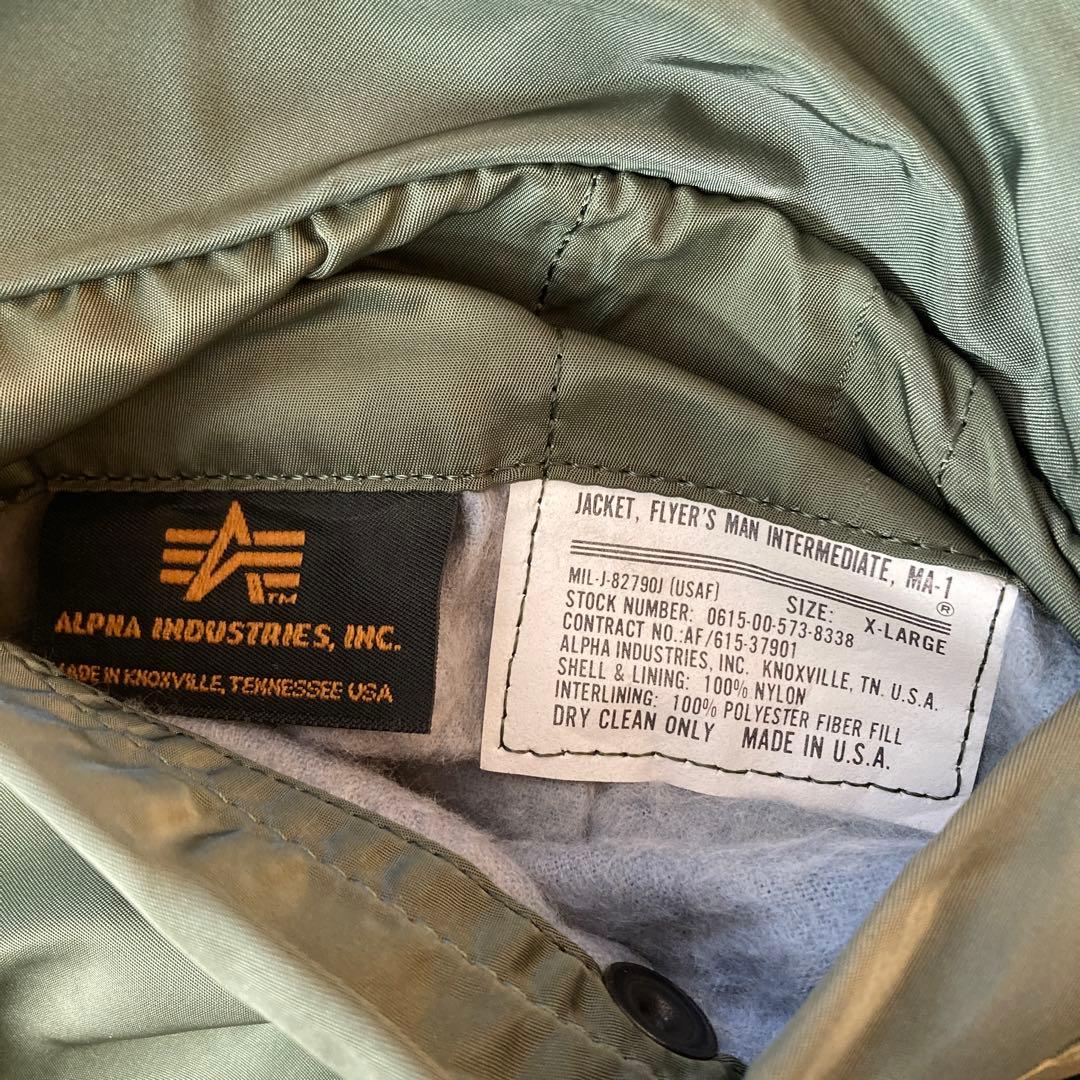 TM
ALPHA INDUSTRIES, INC.
MADE IN KNOXVILLE, TENNESSEE USA
JACKET, FLYER'S MAN INTERMEDIATE, MA-1
®
MIL-J-82790J (USAF) SIZE: X-LARGE
STOCK NUMBER: 0615-00-573-8338
CONTRACT NO.:AF/615-37901
ALPHA INDUSTRIES, INC. KNOXVILLE, TN. U.S.A.
SHELL & LINING: 100% NYLON
INTERLINING: 100% POLYESTER FIBER FILL
DRY CLEAN ONLY MADE IN U.S.A.